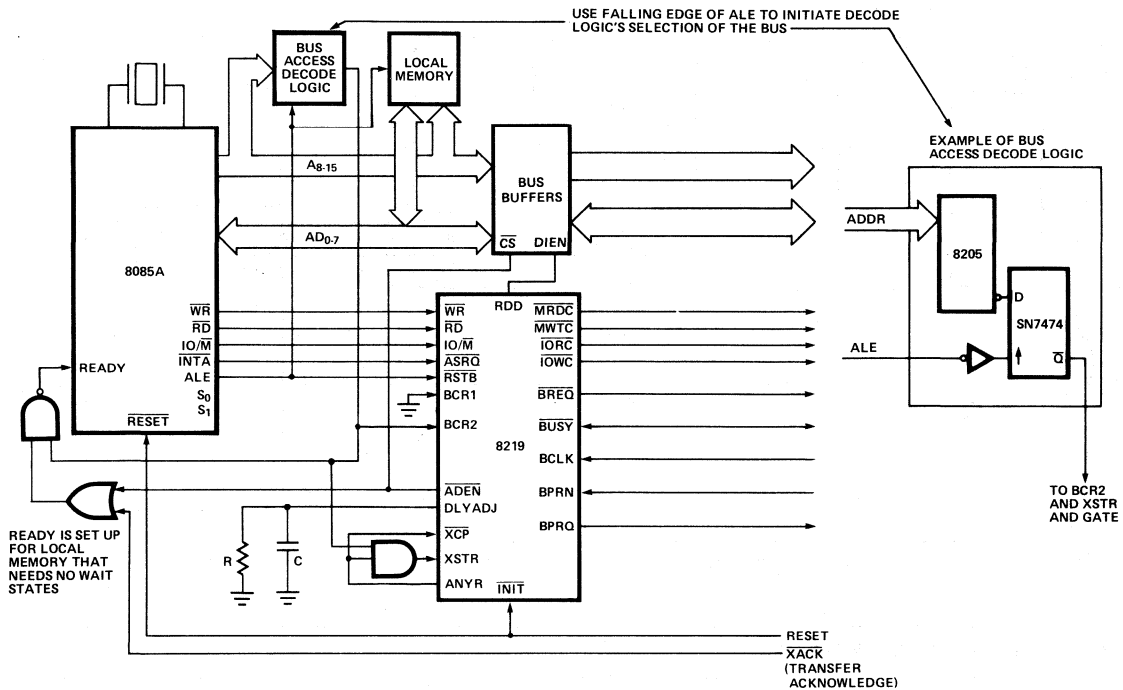 USE FALLING EDGE OF ALE TO INITIATE DECODE
LOGIC'S SELECTION OF THE BUS
BUS
ACCESS
DECODE
LOGIC
LOCAL
MEMORY
EXAMPLE OF BUS
ACCESS DECODE LOGIC
A8-15
BUS
BUFFERS
AD0-7
CS
DIEN
ADDR
8205
D
SN7474
Q
ALE
TO BCR2
AND XSTR
AND GATE
8085A
WR
RD
IO/M
INTA
ALE
S0
S1
READY
RESET
RDD
WR
RD
IO/M
ASRQ
RSTB
BCR1
BCR2
8219
ADEN
DLYADJ
XCP
XSTR
ANYR
INIT
MRDC
MWTC
IORC
IOWC
BREQ
BUSY
BCLK
BPRN
BPRO
READY IS SET UP
FOR LOCAL
MEMORY THAT
NEEDS NO WAIT
STATES
R
C
RESET
XACK
(TRANSFER
ACKNOWLEDGE)